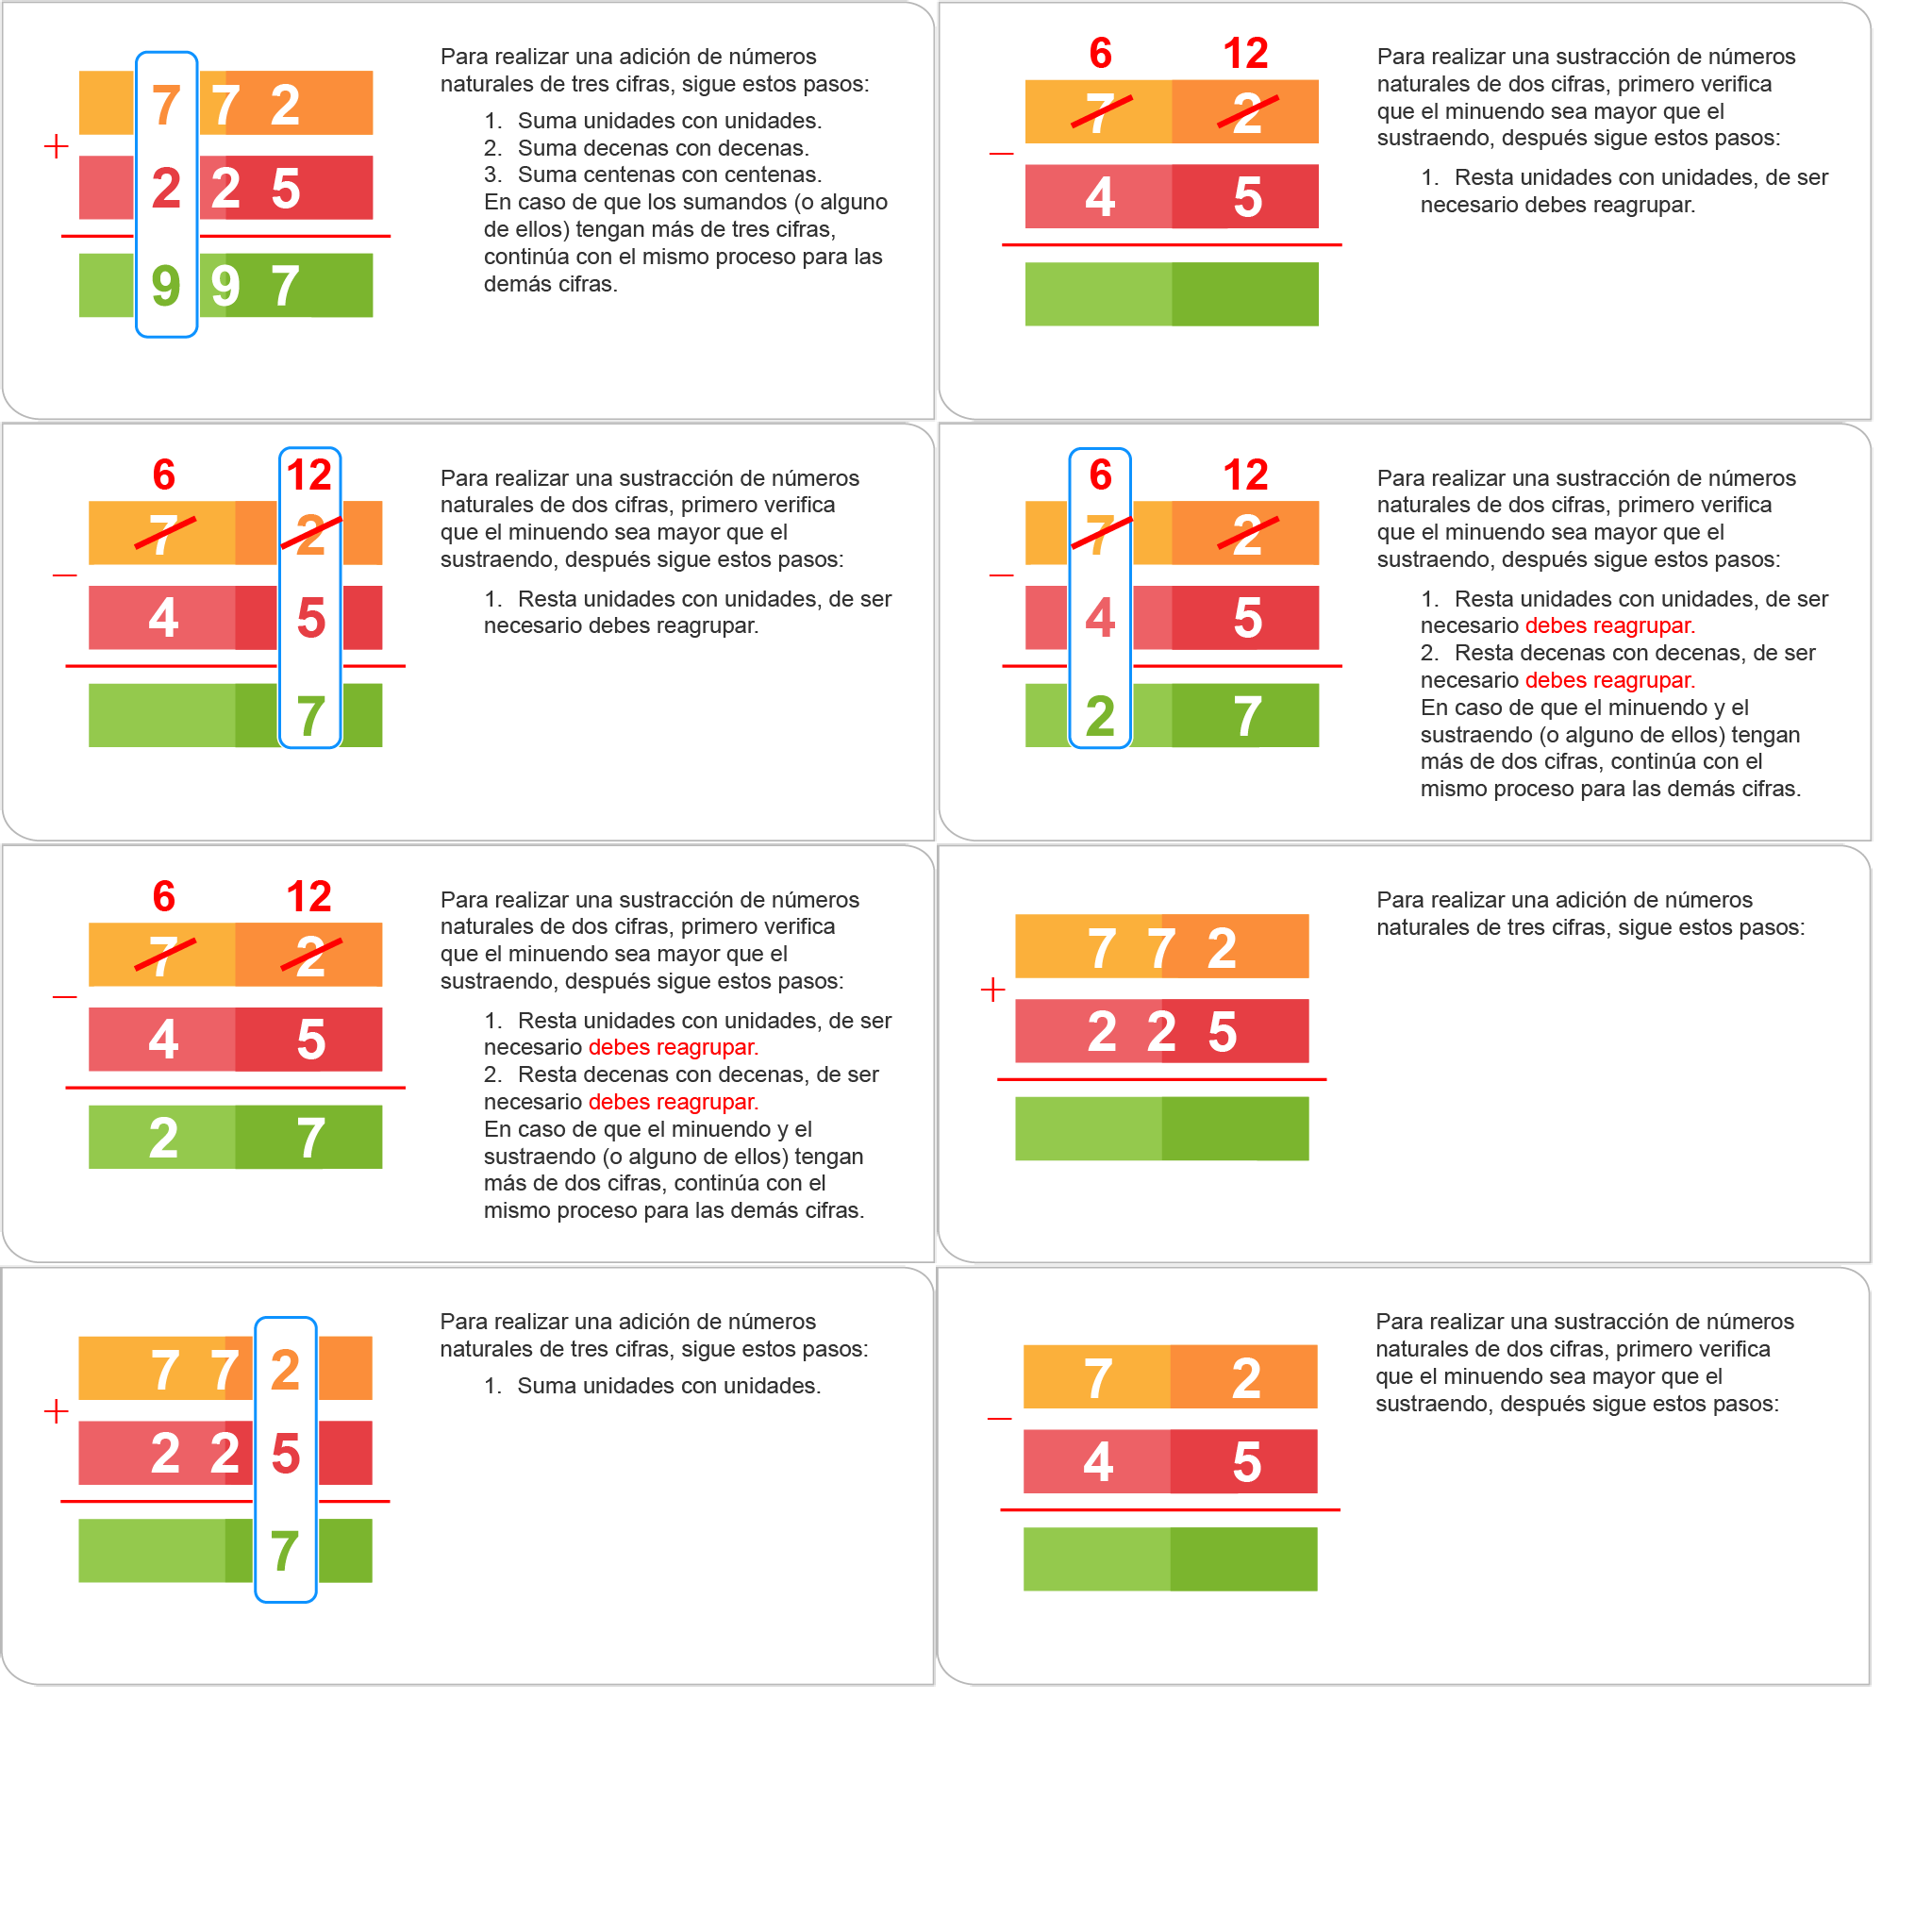 7 7 2
+
2 2 5
9 9 7
Para realizar una adición de números
naturales de tres cifras, sigue estos pasos:
1. Suma unidades con unidades.
2. Suma decenas con decenas.
3. Suma centenas con centenas.
En caso de que los sumandos (o alguno
de ellos) tengan más de tres cifras,
continúa con el mismo proceso para las
demás cifras.
6 12
7 2
−
4 5
Para realizar una sustracción de números
naturales de dos cifras, primero verifica
que el minuendo sea mayor que el
sustraendo, después sigue estos pasos:
1. Resta unidades con unidades, de ser
necesario debes reagrupar.
6 12
7 2
−
4 5
7
Para realizar una sustracción de números
naturales de dos cifras, primero verifica
que el minuendo sea mayor que el
sustraendo, después sigue estos pasos:
1. Resta unidades con unidades, de ser
necesario debes reagrupar.
6 12
7 2
−
4 5
2 7
Para realizar una sustracción de números
naturales de dos cifras, primero verifica
que el minuendo sea mayor que el
sustraendo, después sigue estos pasos:
1. Resta unidades con unidades, de ser
necesario debes reagrupar.
2. Resta decenas con decenas, de ser
necesario debes reagrupar.
En caso de que el minuendo y el
sustraendo (o alguno de ellos) tengan
más de dos cifras, continúa con el
mismo proceso para las demás cifras.
6 12
7 2
−
4 5
2 7
Para realizar una sustracción de números
naturales de dos cifras, primero verifica
que el minuendo sea mayor que el
sustraendo, después sigue estos pasos:
1. Resta unidades con unidades, de ser
necesario debes reagrupar.
2. Resta decenas con decenas, de ser
necesario debes reagrupar.
En caso de que el minuendo y el
sustraendo (o alguno de ellos) tengan
más de dos cifras, continúa con el
mismo proceso para las demás cifras.
7 7 2
+
2 2 5
Para realizar una adición de números
naturales de tres cifras, sigue estos pasos:
7 7 2
+
2 2 5
7
Para realizar una adición de números
naturales de tres cifras, sigue estos pasos:
1. Suma unidades con unidades.
7 2
−
4 5
Para realizar una sustracción de números
naturales de dos cifras, primero verifica
que el minuendo sea mayor que el
sustraendo, después sigue estos pasos: